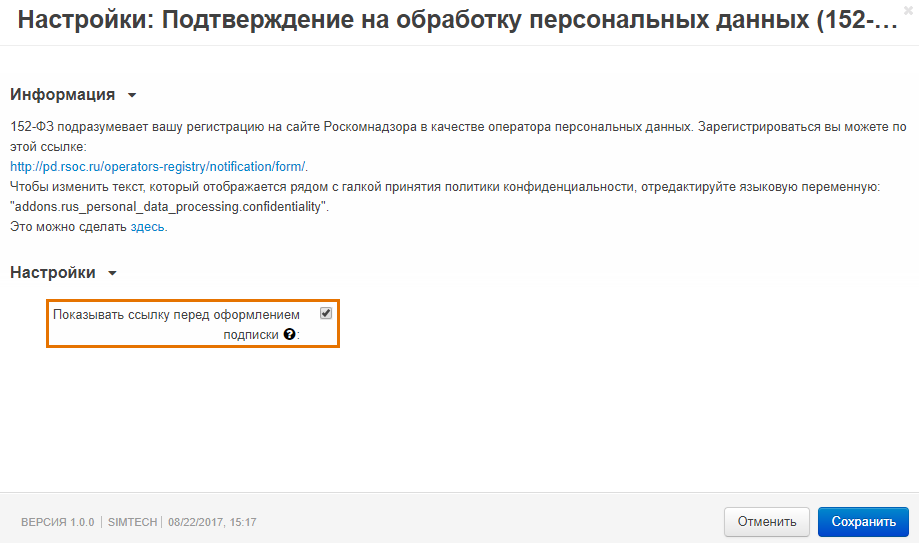 Настройки: Подтверждение на обработку персональных данных (152-...
Информация
152-ФЗ подразумевает вашу регистрацию на сайте Роскомнадзора в качестве оператора персональных данных. Зарегистрироваться вы можете по
этой ссылке:
http://pd.rsoc.ru/operators-registry/notification/form/.
Чтобы изменить текст, который отображается рядом с галкой принятия политики конфиденциальности, отредактируйте языковую переменную:
"addons.rus_personal_data_processing.confidentiality".
Это можно сделать здесь.
Настройки
Показывать ссылку перед оформлением
подписки ?:
ВЕРСИЯ 1.0.0 | SIMTECH | 08/22/2017, 15:17
Отменить
Сохранить